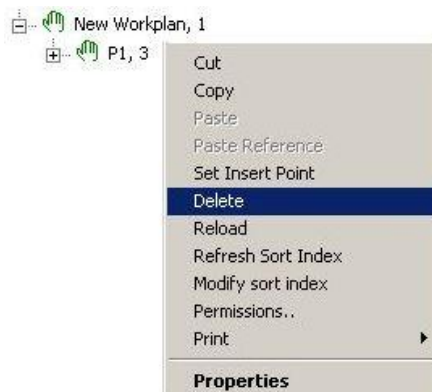 New Workplan, 1
P1, 3
Cut
Copy
Paste
Paste Reference
Set Insert Point
Delete
Reload
Refresh Sort Index
Modify sort index
Permissions..
Print
Properties